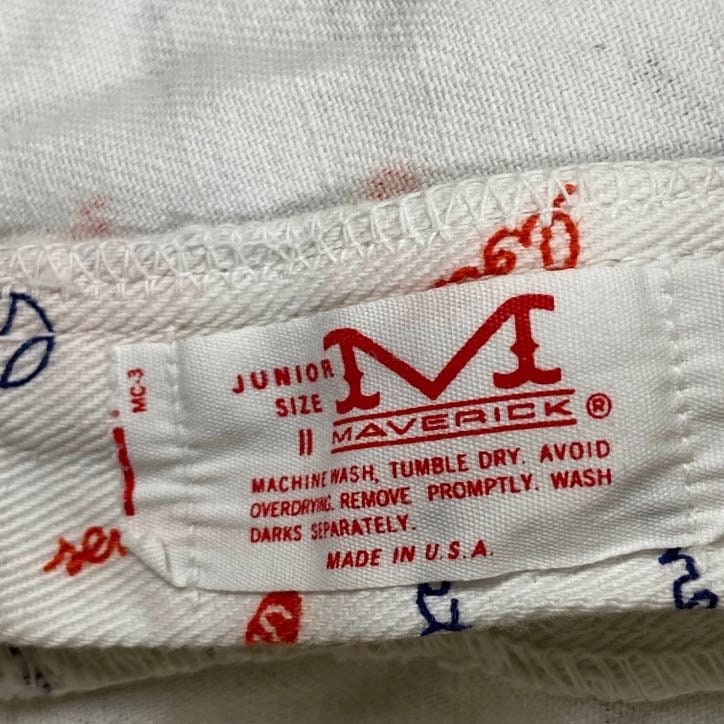 MC-3
JUNIOR
SIZE
11
M
MAVERICK ®
MACHINE WASH, TUMBLE DRY. AVOID
OVERDRYING. REMOVE PROMPTLY. WASH
DARKS SEPARATELY.
MADE IN U.S.A.